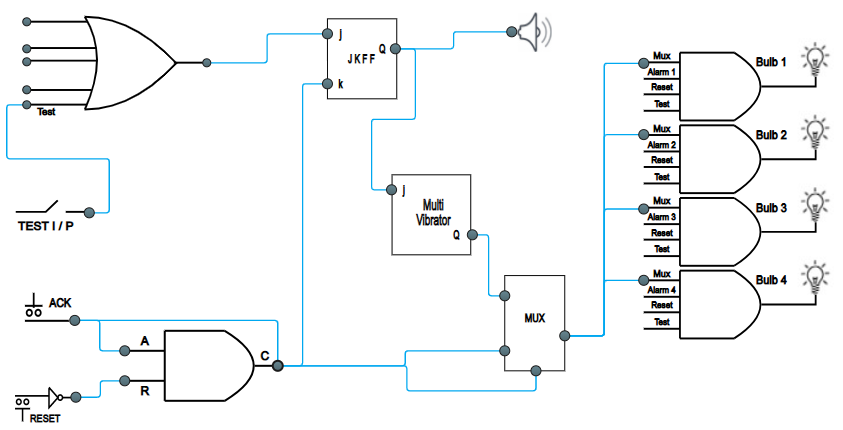 j
JKFF
Q
k
Test
TEST I / P
j
Multi
Vibrator
Q
ACK
A
C
R
RESET
MUX
Mux
Bulb 1
Alarm 1
Reset
Test
Mux
Bulb 2
Alarm 2
Reset
Test
Mux
Bulb 3
Alarm 3
Reset
Test
Mux
Bulb 4
Alarm 4
Reset
Test